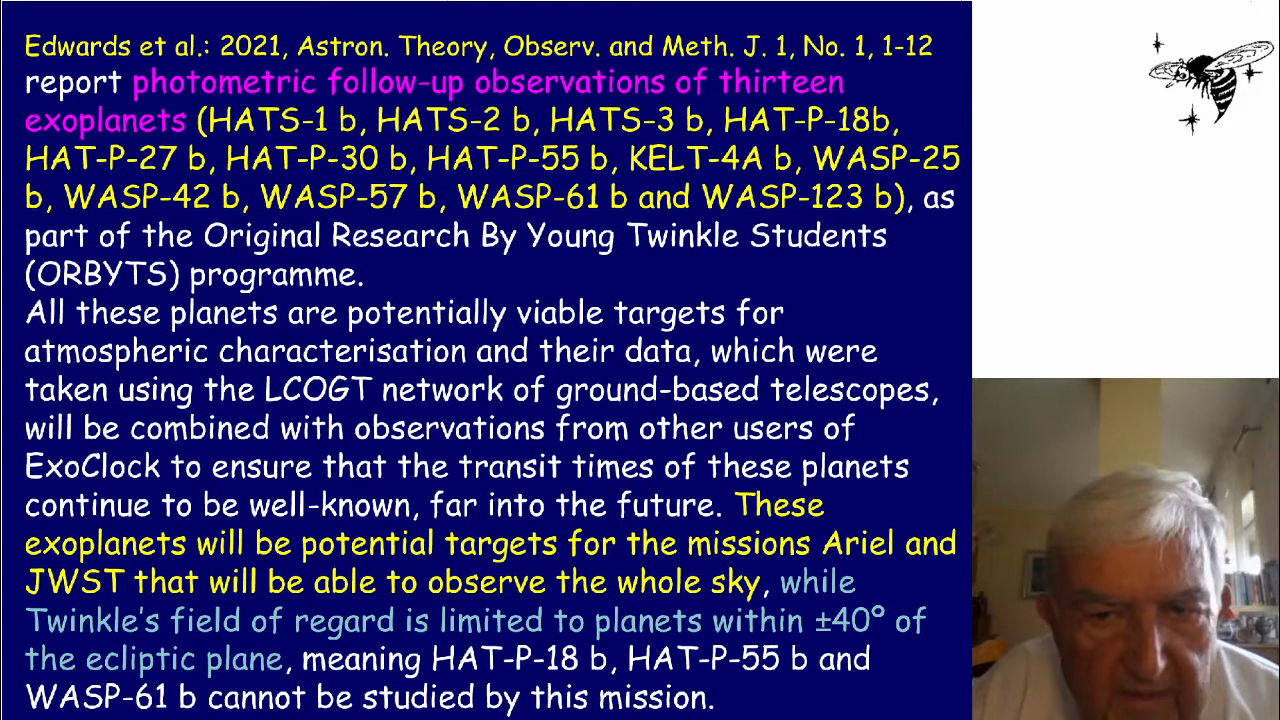 Edwards et al.: 2021, Astron. Theory, Observ. and Meth. J. 1, No. 1, 1-12
report photometric follow-up observations of thirteen
exoplanets (HATS-1 b, HATS-2 b, HATS-3 b, HAT-P-18b,
HAT-P-27 b, HAT-P-30 b, HAT-P-55 b, KELT-4A b, WASP-25
b, WASP-42 b, WASP-57 b, WASP-61 b and WASP-123 b), as
part of the Original Research By Young Twinkle Students
(ORBYTS) programme.
All these planets are potentially viable targets for
atmospheric characterisation and their data, which were
taken using the LCOGT network of ground-based telescopes,
will be combined with observations from other users of
ExoClock to ensure that the transit times of these planets
continue to be well-known, far into the future. These
exoplanets will be potential targets for the missions Ariel and
JWST that will be able to observe the whole sky, while
Twinkle's field of regard is limited to planets within ±40º of
the ecliptic plane, meaning HAT-P-18 b, HAT-P-55 b and
WASP-61 b cannot be studied by this mission.